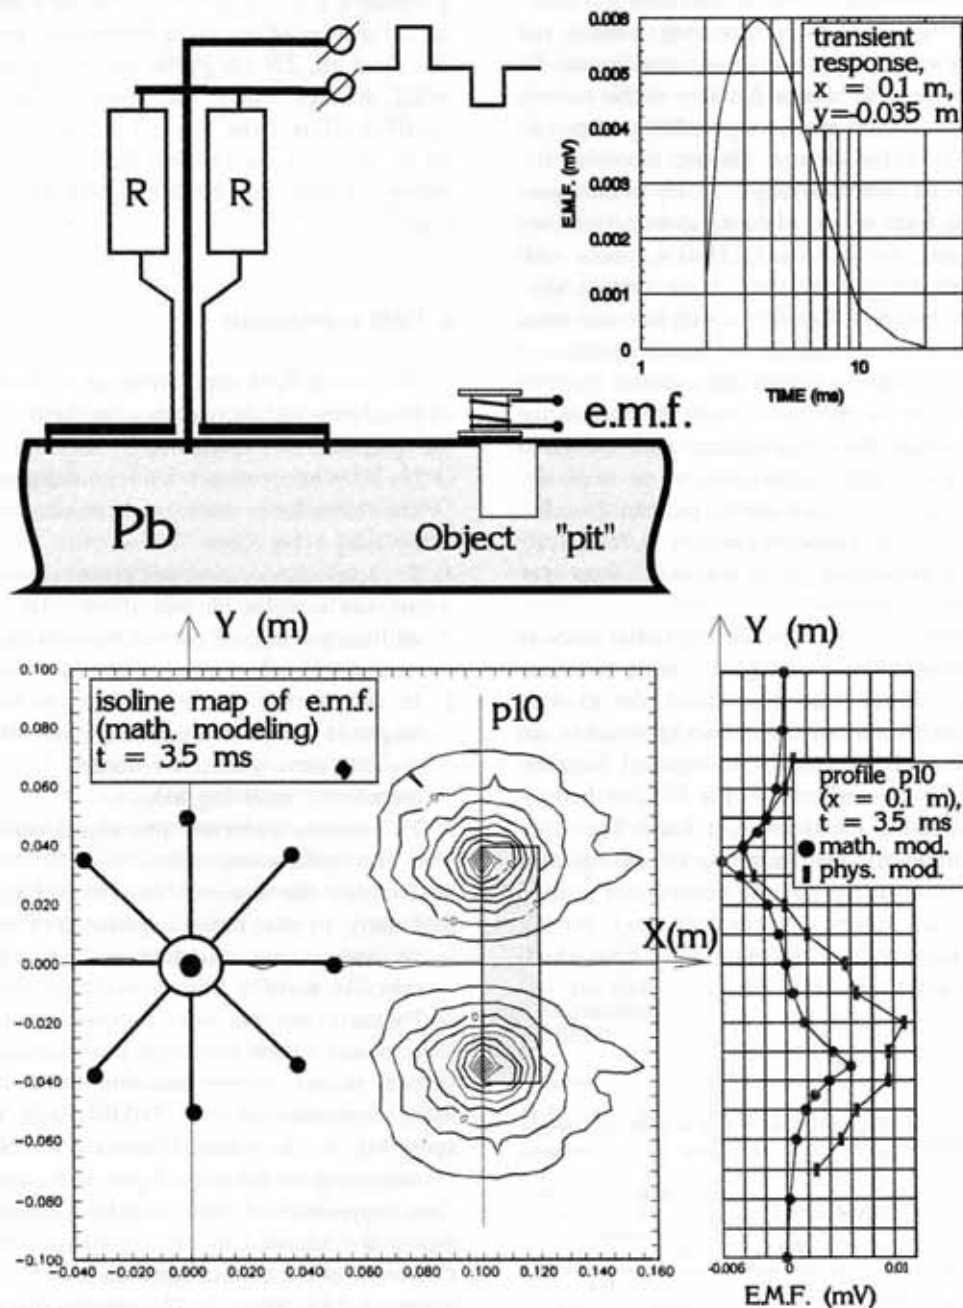 R
R
Pb
e.m.f.
Object "pit"
0.008
0.005
0.004
0.003
0.002
0.001
0
E.M.F. (mV)
1
10
TIME (ms)
transient
response,
x = 0.1 m,
y=-0.035 m
Y (m)
0.100
0.080
0.060
0.040
0.020
0.000
-0.020
-0.040
-0.060
-0.080
-0.100
isoline map of e.m.f.
(math. modeling)
t = 3.5 ms
p10
X(m)
-0.04 -0.020 0.000 0.020 0.040 0.060 0.080 0.100 0.120 0.140 0.160
Y (m)
profile p10
(x = 0.1 m),
t = 3.5 ms
math. mod.
phys. mod.
-0.006
0
0.01
E.M.F. (mV)